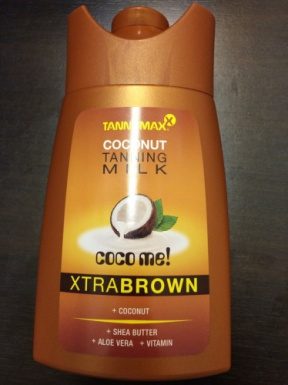 TANNYMAXX
COCONUT
TANNING
MILK
COCO me!
XTRABROWN
+ COCONUT
+ SHEA BUTTER
+ ALOE VERA + VITAMIN